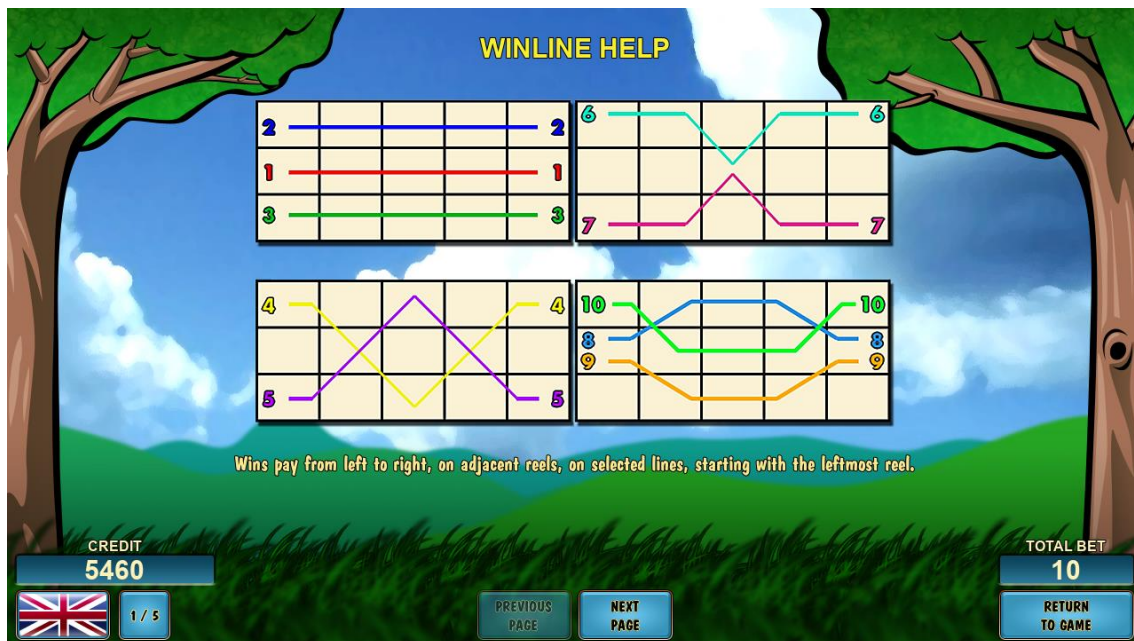 WINLINE HELP
2 2
1 1
3 3
6 6
7 7
4 4
5 5
10 10
8 8
9 9
Wins pay from left to right, on adjacent reels, on selected lines, starting with the leftmost reel.
CREDIT
5460
TOTAL BET
10
1 / 5
PREVIOUS
PAGE
NEXT
PAGE
RETURN
TO GAME